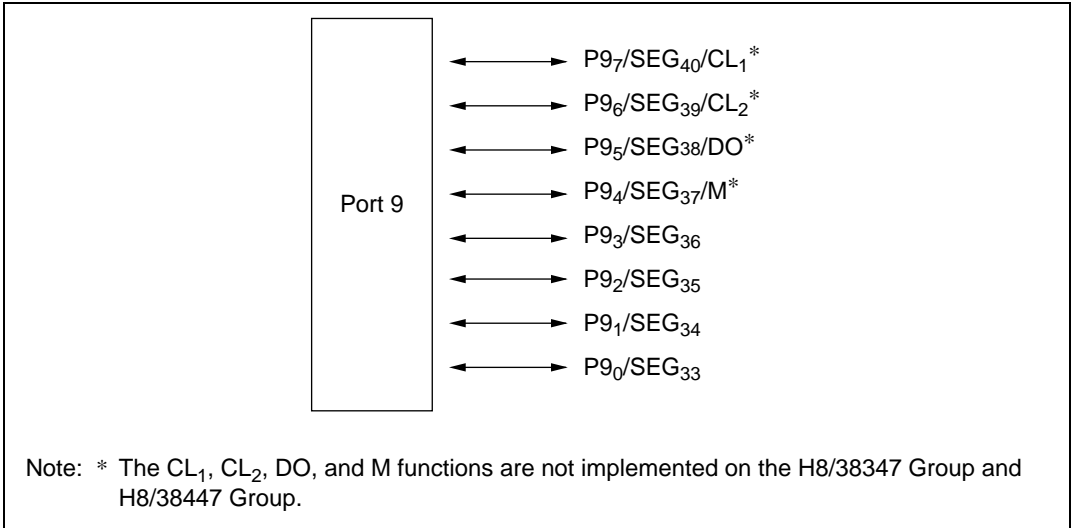 P9₇/SEG₄₀/CL₁*
P9₆/SEG₃₉/CL₂*
P9₅/SEG38/DO*
P9₄/SEG₃₇/M*
Port 9
P9₃/SEG₃₆
P9₂/SEG₃₅
P9₁/SEG₃₄
P9₀/SEG₃₃
Note: * The CL₁, CL₂, DO, and M functions are not implemented on the H8/38347 Group and
H8/38447 Group.